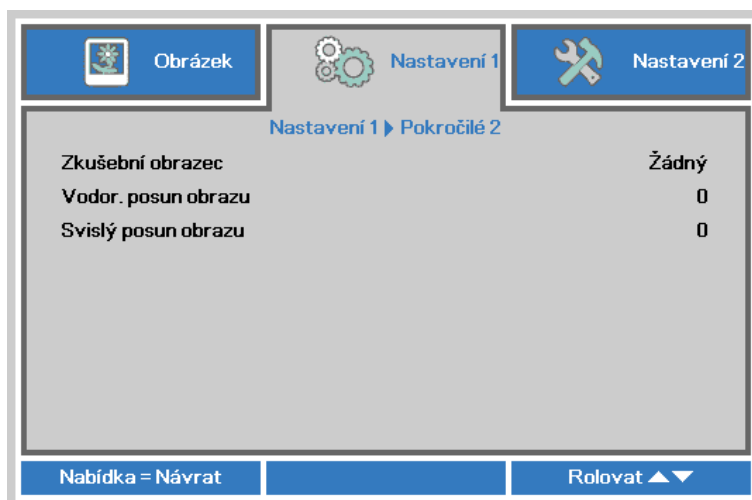 Obrázek
Nastavení 1
Nastavení 2
Nastavení 1 ▶ Pokročilé 2
Zkušební obrazec Žádný
Vodor. posun obrazu 0
Svislý posun obrazu 0
Nabídka = Návrat
Rolovat ▲▼